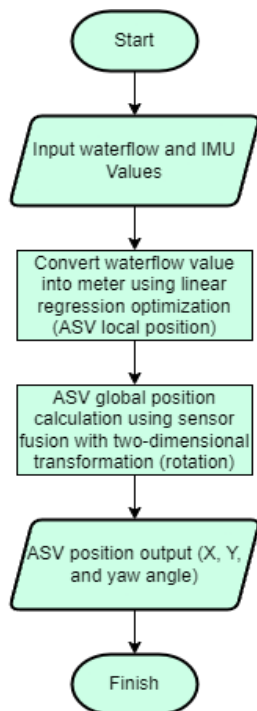 Start
Input waterflow and IMU
Values
Convert waterflow value
into meter using linear
regression optimization
(ASV local position)
ASV global position
calculation using sensor
fusion with two-dimensional
transformation (rotation)
ASV position output (X, Y,
and yaw angle)
Finish